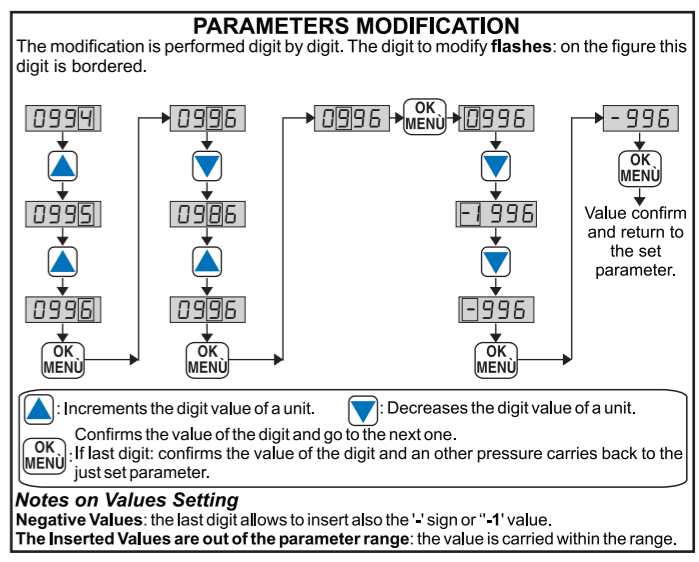 PARAMETERS MODIFICATION
The modification is performed digit by digit. The digit to modify flashes: on the figure this
digit is bordered.
0994
0995
0996
OK
MENÙ
0996
0986
0996
OK
MENÙ
0996
OK
MENÙ
0996
-1996
-996
OK
MENÙ
-996
OK
MENÙ
Value confirm
and return to
the set
parameter.
: Increments the digit value of a unit.
: Decreases the digit value of a unit.
OK
MENÙ
Confirms the value of the digit and go to the next one.
: If last digit: confirms the value of the digit and an other pressure carries back to the
just set parameter.
Notes on Values Setting
Negative Values: the last digit allows to insert also the '-' sign or "-1' value.
The Inserted Values are out of the parameter range: the value is carried within the range.